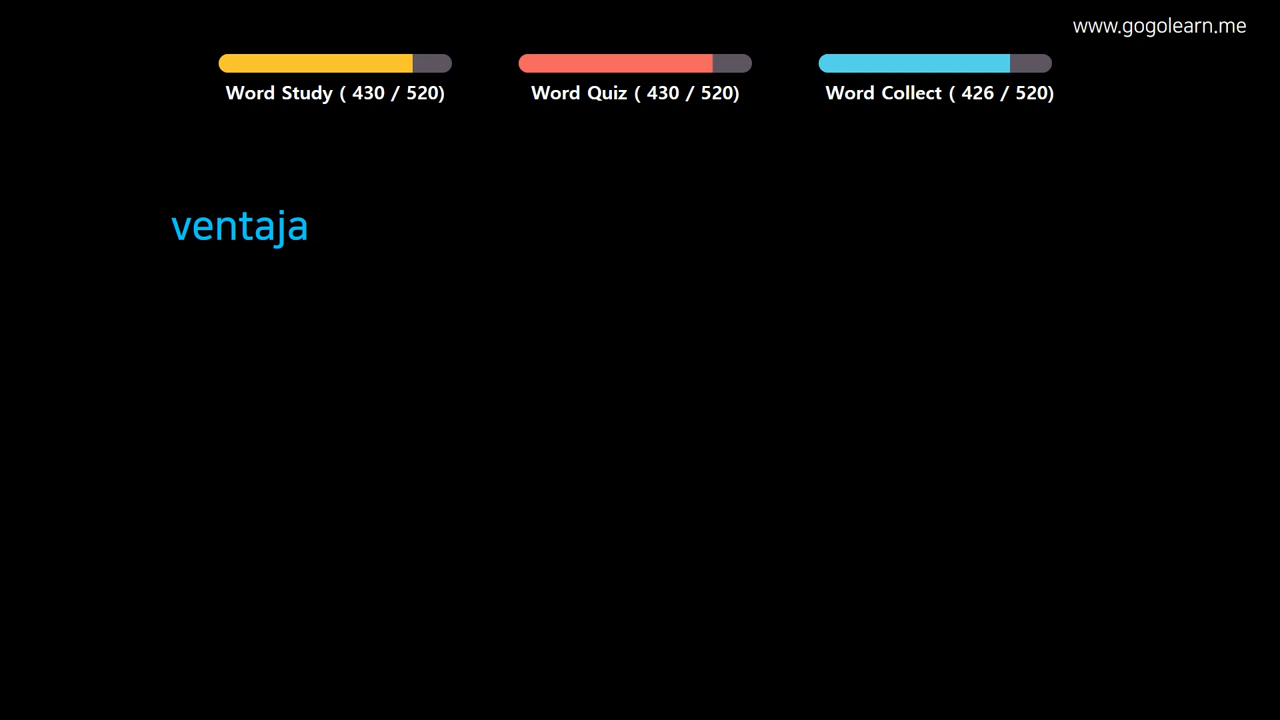 www.gogolearn.me
Word Study ( 430 / 520)
Word Quiz ( 430 / 520)
Word Collect ( 426 / 520)
ventaja